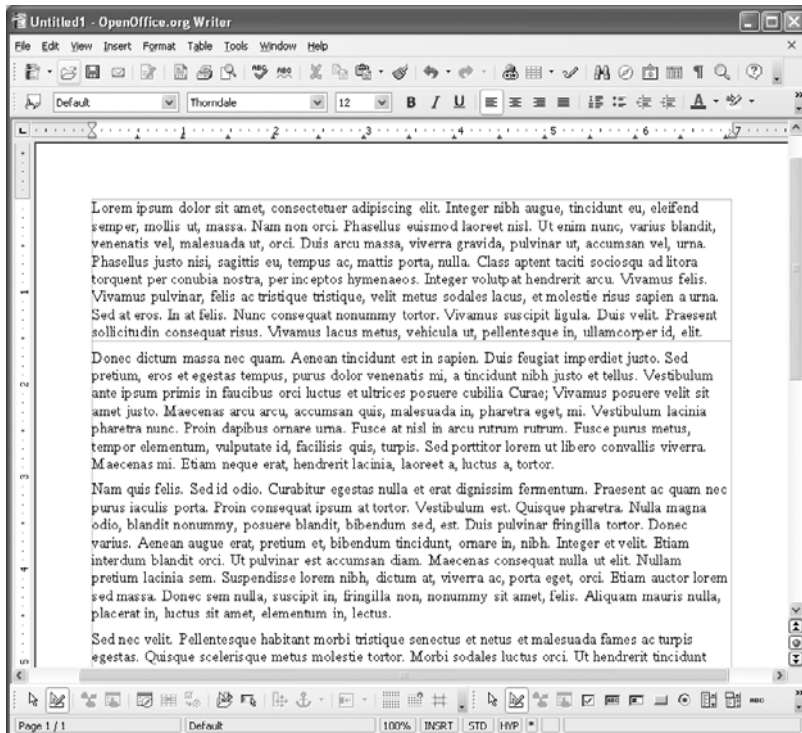 Untitled1 - OpenOffice.org Writer
File Edit View Insert Format Table Tools Window Help
Default Thorndale 12 B I U A
1 2 3 4 5 6 7
Lorem ipsum dolor sit amet, consectetuer adipiscing elit. Integer nibh augue, tincidunt eu, eleifend
semper, mollis ut, massa. Nam non orci. Phasellus euismod laoreet nisl. Ut enim nunc, varius blandit,
venenatis vel, malesuada ut, orci. Duis arcu massa, viverra gravida, pulvinar ut, accumsan vel, urna.
Phasellus justo nisi, sagittis eu, tempus ac, mattis porta, nulla. Class aptent taciti sociosqu ad litora
torquent per conubia nostra, per inceptos hymenaeos. Integer volutpat hendrerit arcu. Vivamus felis.
Vivamus pulvinar, felis ac tristique tristique, velit metus sodales lacus, et molestie risus sapien a urna.
Sed at eros. In at felis. Nunc consequat nonummy tortor. Vivamus suscipit ligula. Duis velit. Praesent
sollicitudin consequat risus. Vivamus lacus metus, vehicula ut, pellentesque in, ullamcorper id, elit.
Donec dictum massa nec quam. Aenean tincidunt est in sapien. Duis feugiat imperdiet justo. Sed
pretium, eros et egestas tempus, purus dolor venenatis mi, a tincidunt nibh justo et tellus. Vestibulum
ante ipsum primis in faucibus orci luctus et ultrices posuere cubilia Curae; Vivamus posuere velit sit
amet justo. Maecenas arcu arcu, accumsan quis, malesuada in, pharetra eget, mi. Vestibulum lacinia
pharetra nunc. Proin dapibus ornare urna. Fusce at nisl in arcu rutrum rutrum. Fusce purus metus,
tempor elementum, vulputate id, facilisis quis, turpis. Sed porttitor lorem ut libero convallis viverra.
Maecenas mi. Etiam neque erat, hendrerit lacinia, laoreet a, luctus a, tortor.
Nam quis felis. Sed id odio. Curabitur egestas nulla et erat dignissim fermentum. Praesent ac quam nec
purus iaculis porta. Proin consequat ipsum at tortor. Vestibulum est. Quisque pharetra. Nulla magna
odio, blandit nonummy, posuere blandit, bibendum sed, est. Duis pulvinar fringilla tortor. Donec
varius. Aenean augue erat, pretium et, bibendum tincidunt, ornare in, nibh. Integer et velit. Etiam
interdum blandit orci. Ut pulvinar est accumsan diam. Maecenas consequat nulla ut elit. Nullam
pretium lacinia sem. Suspendisse lorem nibh, dictum at, viverra ac, porta eget, orci. Etiam auctor lorem
sed massa. Donec sem nulla, suscipit in, fringilla non, nonummy sit amet, felis. Aliquam mauris nulla,
placerat in, luctus sit amet, elementum in, lectus.
Sed nec velit. Pellentesque habitant morbi tristique senectus et netus et malesuada fames ac turpis
egestas. Quisque scelerisque metus molestie tortor. Morbi sodales luctus orci. Ut hendrerit tincidunt
Page 1 / 1 Default 100% INSRT STD HYP *